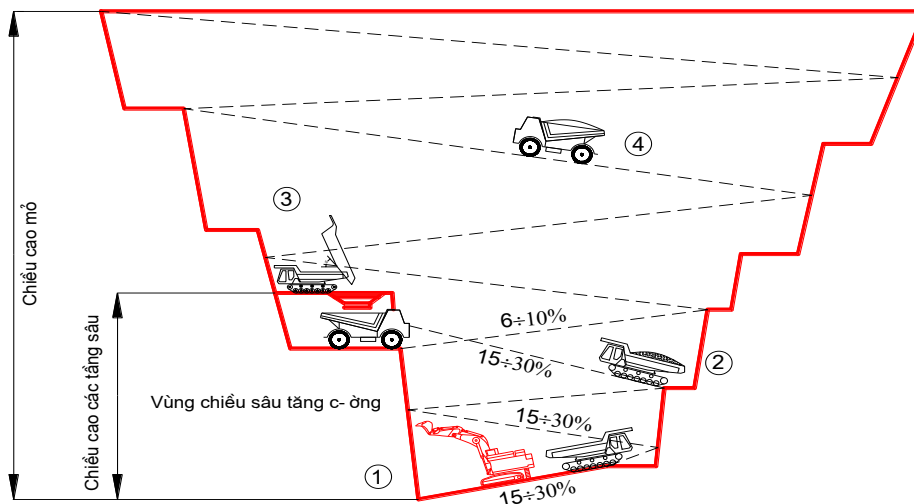 Chiều cao mỏ
Chiều cao các tầng sâu
4
3
6÷10%
15÷30%
2
Vùng chiều sâu tăng c- ờng
15÷30%
1
15÷30%